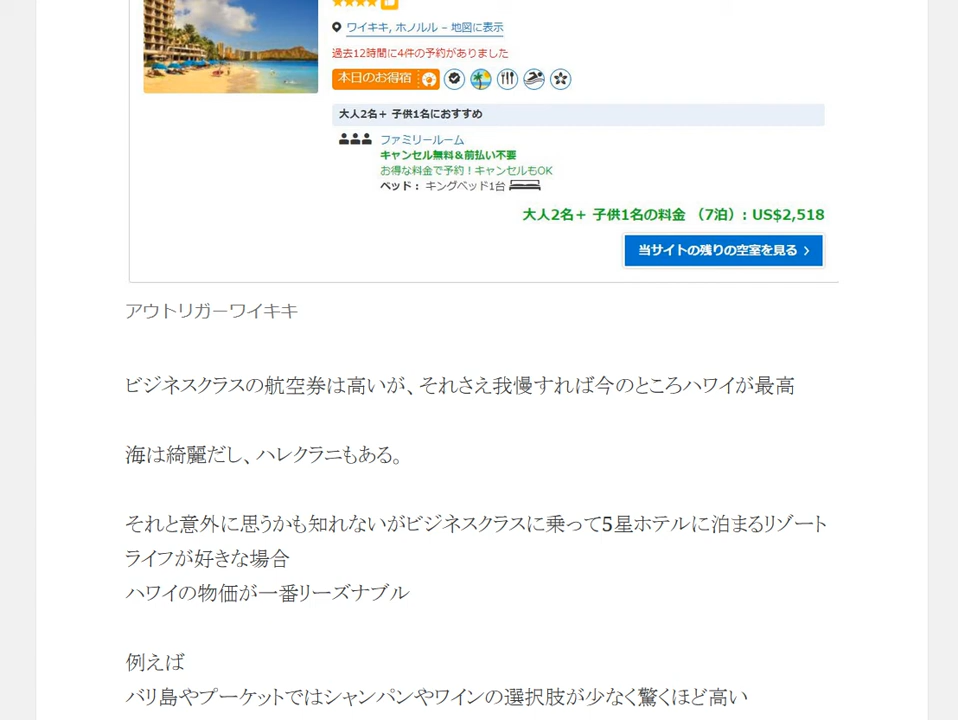 ワイキキ, ホノルル – 地図に表示
過去12時間に4件の予約がありました
本日のお得宿
大人2名＋ 子供1名におすすめ
ファミリールーム
キャンセル無料＆前払い不要
お得な料金で予約！キャンセルもOK
ベッド： キングベッド1台
大人2名＋ 子供1名の料金 （7泊）: US$2,518
当サイトの残りの空室を見る
アウトリガーワイキキ
ビジネスクラスの航空券は高いが、それさえ我慢すれば今のところハワイが最高
海は綺麗だし、ハレクラニもある。
それと意外に思うかも知れないがビジネスクラスに乗って5星ホテルに泊まるリゾート
ライフが好きな場合
ハワイの物価が一番リーズナブル
例えば
バリ島やプーケットではシャンパンやワインの選択肢が少なく驚くほど高い